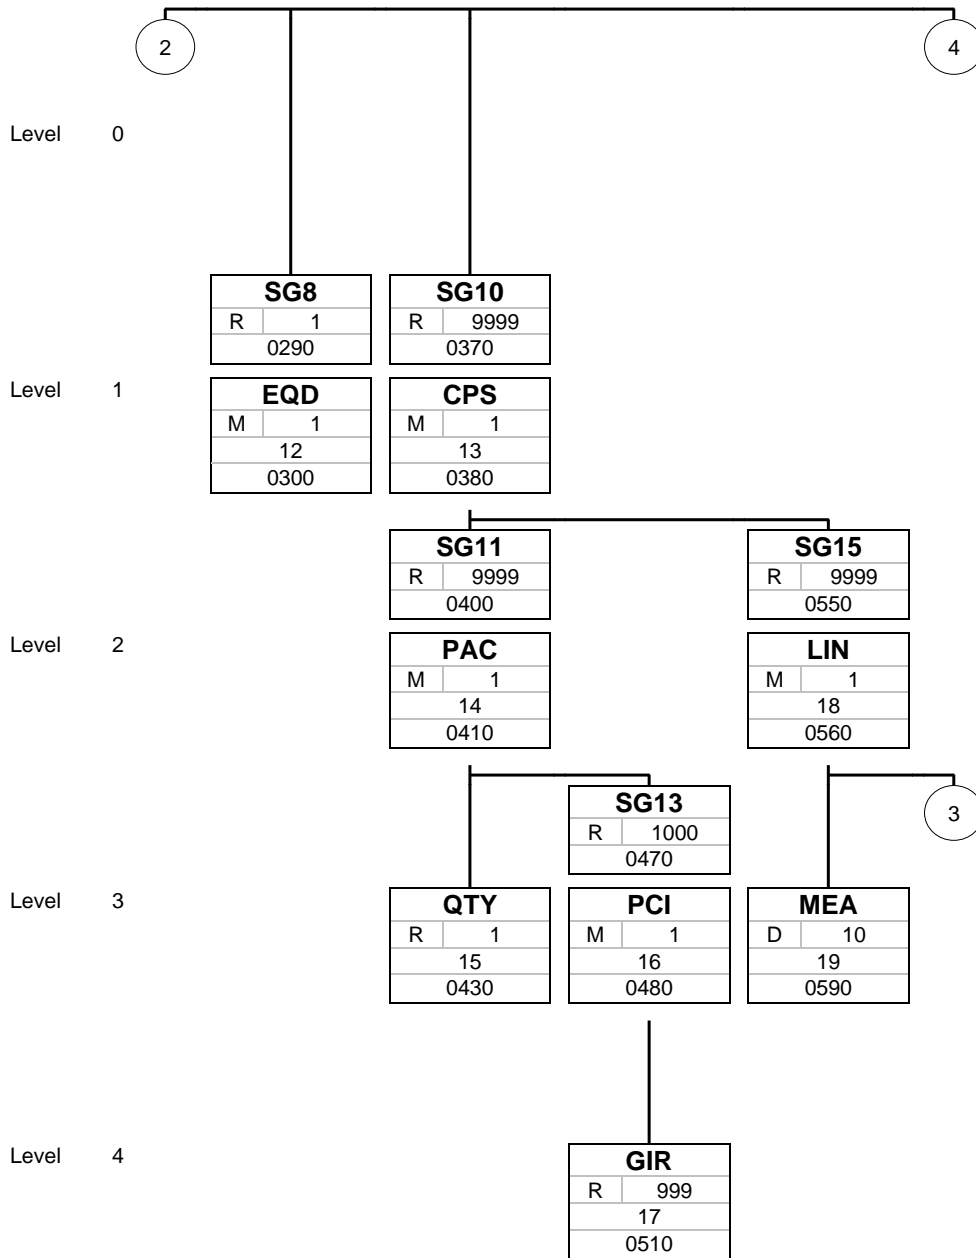 2 4
Level 0
SG8 SG10
R 1 R 9999
0290 0370
Level 1
EQD CPS
M 1 M 1
12 13
0300 0380
SG11 SG15
R 9999 R 9999
0400 0550
Level 2
PAC LIN
M 1 M 1
14 18
0410 0560
SG13 3
R 1000
0470
Level 3
QTY PCI MEA
R 1 M 1 D 10
15 16 19
0430 0480 0590
Level 4
GIR
R 999
17
0510